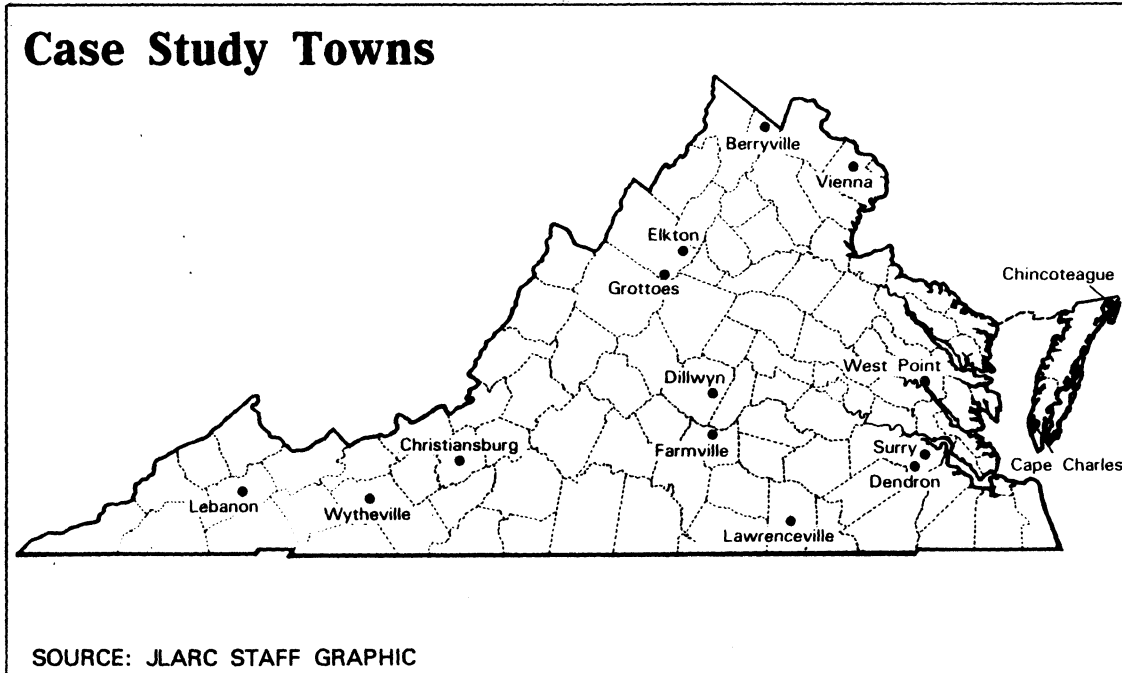 Case Study Towns
Berryville
Vienna
Elkton
Grottoes
Chincoteague
Dillwyn
West Point
Christiansburg
Farmville
Surry
Cape Charles
Dendron
Lebanon
Wytheville
Lawrenceville
SOURCE: JLARC STAFF GRAPHIC